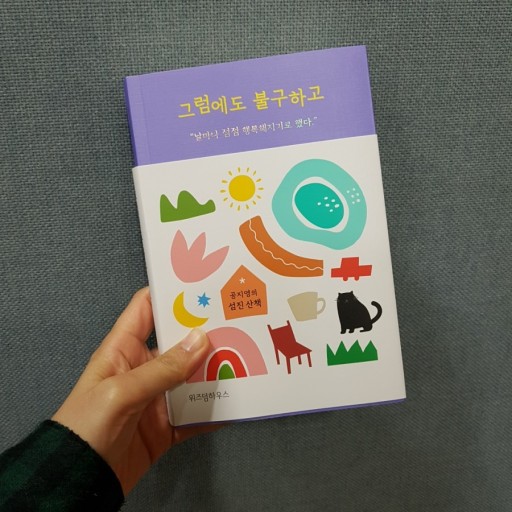 그럼에도 불구하고
"날마다 점점 행복해지기로 했다."
공지영의
섬진 산책
위즈덤하우스